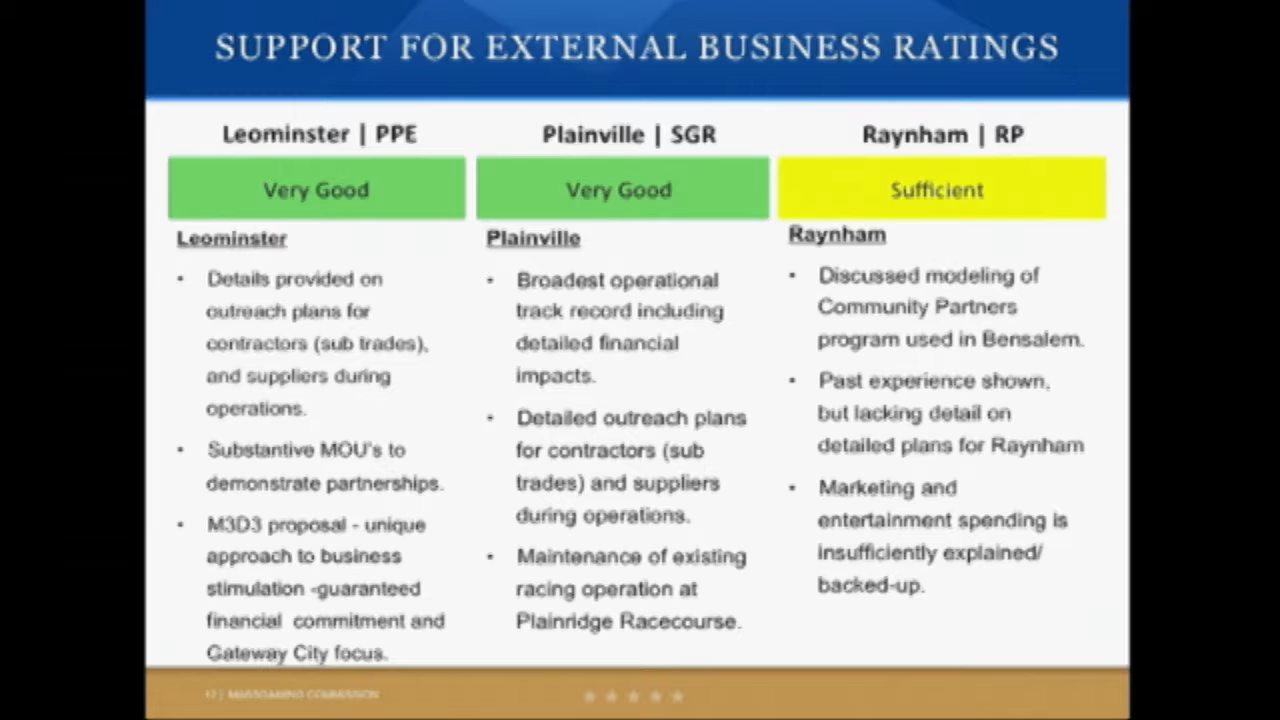 SUPPORT FOR EXTERNAL BUSINESS RATINGS
Leominster | PPE
Very Good
Leominster
• Details provided on
outreach plans for
contractors (sub trades),
and suppliers during
operations.
• Substantive MOU's to
demonstrate partnerships.
• M3D3 proposal - unique
approach to business
stimulation -guaranteed
financial commitment and
Gateway City focus.
Plainville | SGR
Very Good
Plainville
• Broadest operational
track record including
detailed financial
impacts.
• Detailed outreach plans
for contractors (sub
trades) and suppliers
during operations.
• Maintenance of existing
racing operation at
Plainridge Racecourse.
Raynham | RP
Sufficient
Raynham
• Discussed modeling of
Community Partners
program used in Bensalem.
• Past experience shown,
but lacking detail on
detailed plans for Raynham
• Marketing and
entertainment spending is
insufficiently explained/
backed-up.
| MASSGAMING COMMISSION